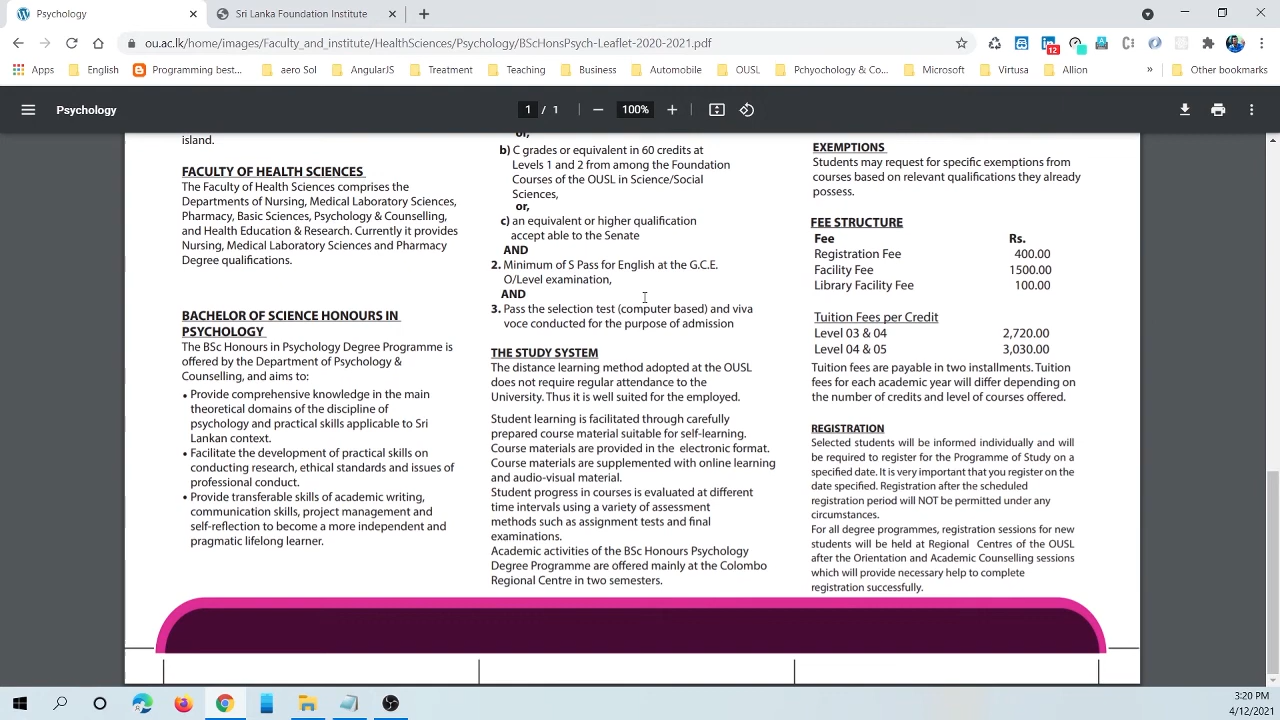 Psychology
Sri Lanka Foundation Institute
ou.ac.lk/home/images/Faculty_and_institute/HealthSciences/Psychology/BScHonsPsych-Leaflet-2020-2021.pdf
12
Apps
English
Programming best...
aero Sol
AngularJS
Treatment
Teaching
Business
Automobile
OUSL
Pchyocology & Co...
Microsoft
Virtusa
Allion
»
Other bookmarks
Psychology
1 / 1
100%
island.
FACULTY OF HEALTH SCIENCES
The Faculty of Health Sciences comprises the
Departments of Nursing, Medical Laboratory Sciences,
Pharmacy, Basic Sciences, Psychology & Counselling,
and Health Education & Research. Currently it provides
Nursing, Medical Laboratory Sciences and Pharmacy
Degree qualifications.
BACHELOR OF SCIENCE HONOURS IN
PSYCHOLOGY
The BSc Honours in Psychology Degree Programme is
offered by the Department of Psychology &
Counselling, and aims to:
• Provide comprehensive knowledge in the main
theoretical domains of the discipline of
psychology and practical skills applicable to Sri
Lankan context.
• Facilitate the development of practical skills on
conducting research, ethical standards and issues of
professional conduct.
• Provide transferable skills of academic writing,
communication skills, project management and
self-reflection to become a more independent and
pragmatic lifelong learner.
or,
b) C grades or equivalent in 60 credits at
Levels 1 and 2 from among the Foundation
Courses of the OUSL in Science/Social
Sciences,
or,
c) an equivalent or higher qualification
accept able to the Senate
AND
2. Minimum of S Pass for English at the G.C.E.
O/Level examination,
AND
3. Pass the selection test (computer based) and viva
voce conducted for the purpose of admission
THE STUDY SYSTEM
The distance learning method adopted at the OUSL
does not require regular attendance to the
University. Thus it is well suited for the employed.
Student learning is facilitated through carefully
prepared course material suitable for self-learning.
Course materials are provided in the electronic format.
Course materials are supplemented with online learning
and audio-visual material.
Student progress in courses is evaluated at different
time intervals using a variety of assessment
methods such as assignment tests and final
examinations.
Academic activities of the BSc Honours Psychology
Degree Programme are offered mainly at the Colombo
Regional Centre in two semesters.
EXEMPTIONS
Students may request for specific exemptions from
courses based on relevant qualifications they already
possess.
FEE STRUCTURE
Fee Rs.
Registration Fee 400.00
Facility Fee 1500.00
Library Facility Fee 100.00
Tuition Fees per Credit
Level 03 & 04 2,720.00
Level 04 & 05 3,030.00
Tuition fees are payable in two installments. Tuition
fees for each academic year will differ depending on
the number of credits and level of courses offered.
REGISTRATION
Selected students will be informed individually and will
be required to register for the Programme of Study on a
specified date. It is very important that you register on the
date specified. Registration after the scheduled
registration period will NOT be permitted under any
circumstances.
For all degree programmes, registration sessions for new
students will be held at Regional Centres of the OUSL
after the Orientation and Academic Counselling sessions
which will provide necessary help to complete
registration successfully.
3:20 PM
4/12/2021